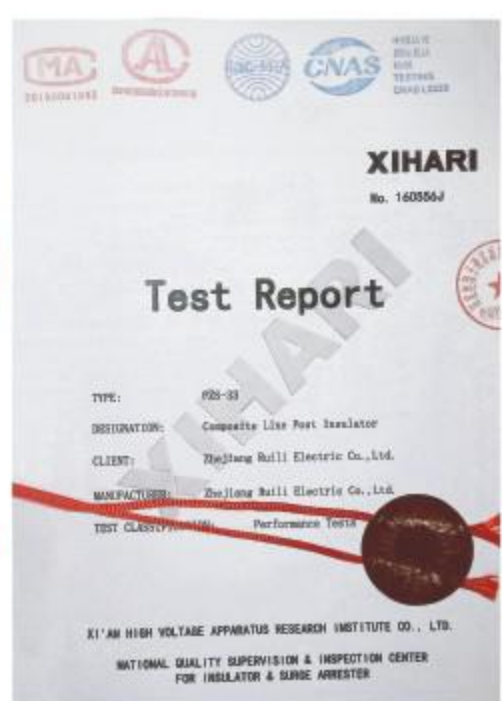 MA
CNAS
TESTING
XIHARI
No. 160556J
Test Report
XIHARI
TYPE:
DESIGNATION: Composite Line Post Insulator
CLIENT: Zhejiang Ruili Electric Co.,Ltd.
MANUFACTURER: Zhejiang Ruili Electric Co.,Ltd.
Performance Tests
XI'AN HIGH VOLTAGE APPARATUS RESEARCH INSTITUTE CO., LTD.
NATIONAL QUALITY SUPERVISION & INSPECTION CENTER
FOR INSULATOR & SURGE ARRESTER